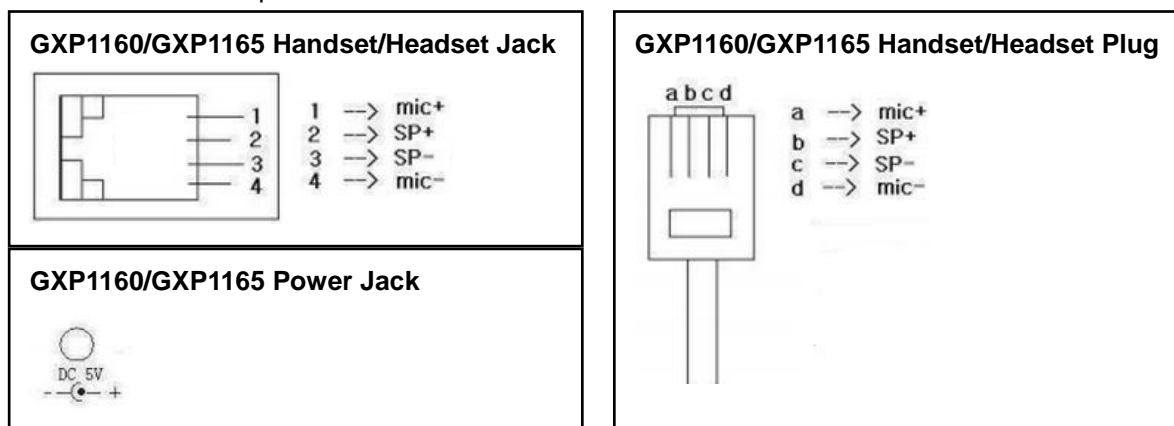 GXP1160/GXP1165 Handset/Headset Jack
1
2
3
4
1 --> mic+
2 --> SP+
3 --> SP-
4 --> mic-
GXP1160/GXP1165 Power Jack
DC 5V
- +
GXP1160/GXP1165 Handset/Headset Plug
a b c d
a --> mic+
b --> SP+
c --> SP-
d --> mic-